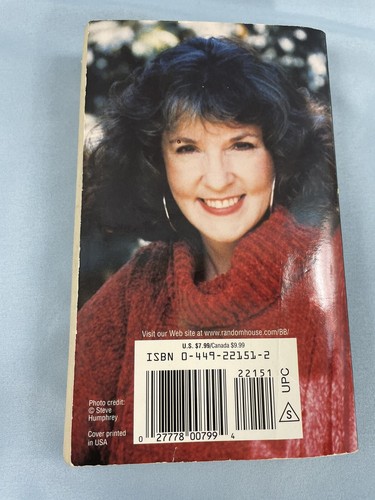 Visit our Web site at www.randomhouse.com/BB/
U.S. $7.99/Canada $9.99
ISBN 0-449-22151-2
22151
UPC
S
0 27778 00799 4
Photo credit:
© Steve
Humphrey
Cover printed
in USA